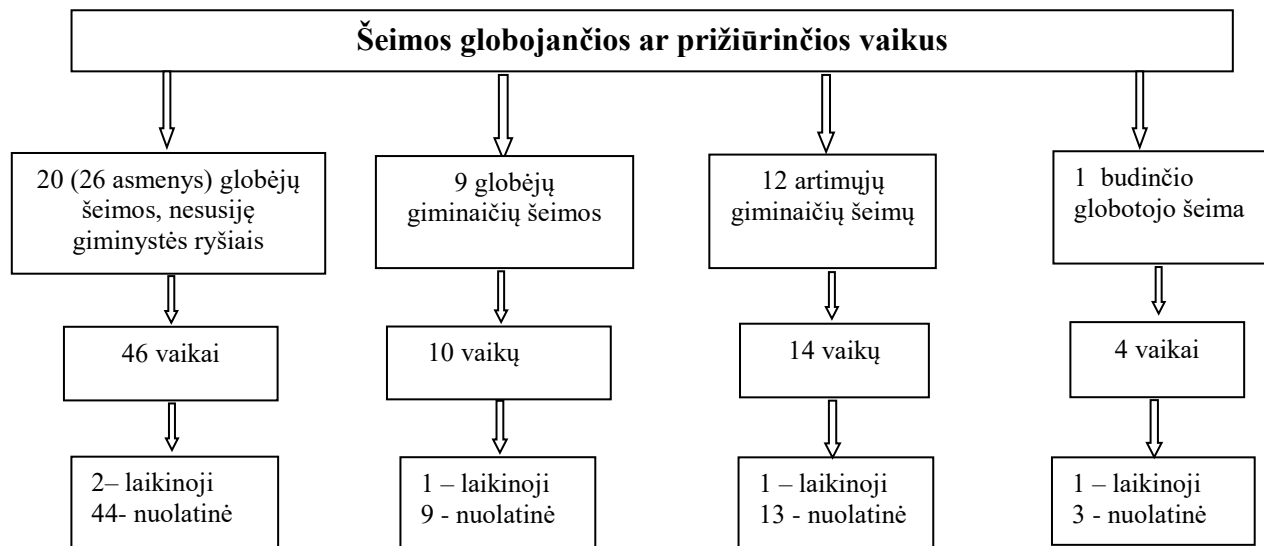 Šeimos globojančios ar prižiūrinčios vaikus
20 (26 asmenys) globėjų
šeimos, nesusiję
giminystės ryšiais
9 globėjų
giminaičių šeimos
12 artimųjų
giminaičių šeimų
1 budinčio
globotojo šeima
46 vaikai
10 vaikų
14 vaikų
4 vaikai
2– laikinoji
44- nuolatinė
1 – laikinoji
9 - nuolatinė
1 – laikinoji
13 - nuolatinė
1 – laikinoji
3 - nuolatinė